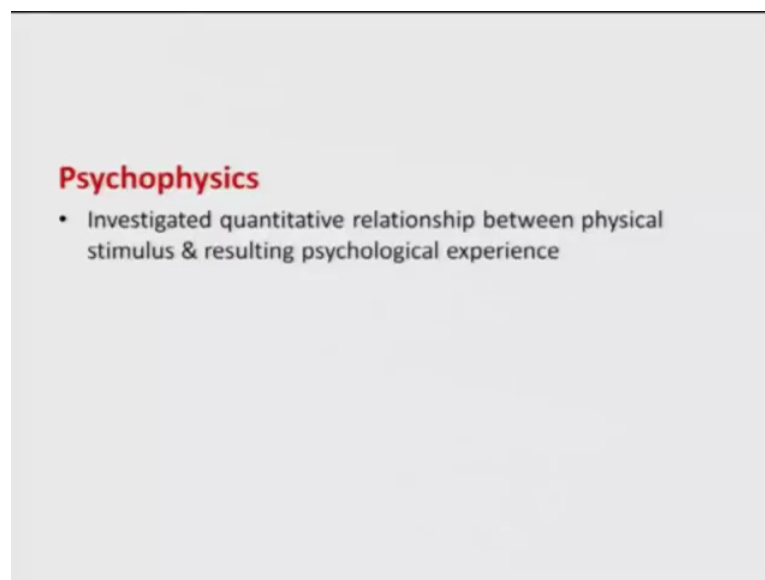 Psychophysics
• Investigated quantitative relationship between physical
stimulus & resulting psychological experience